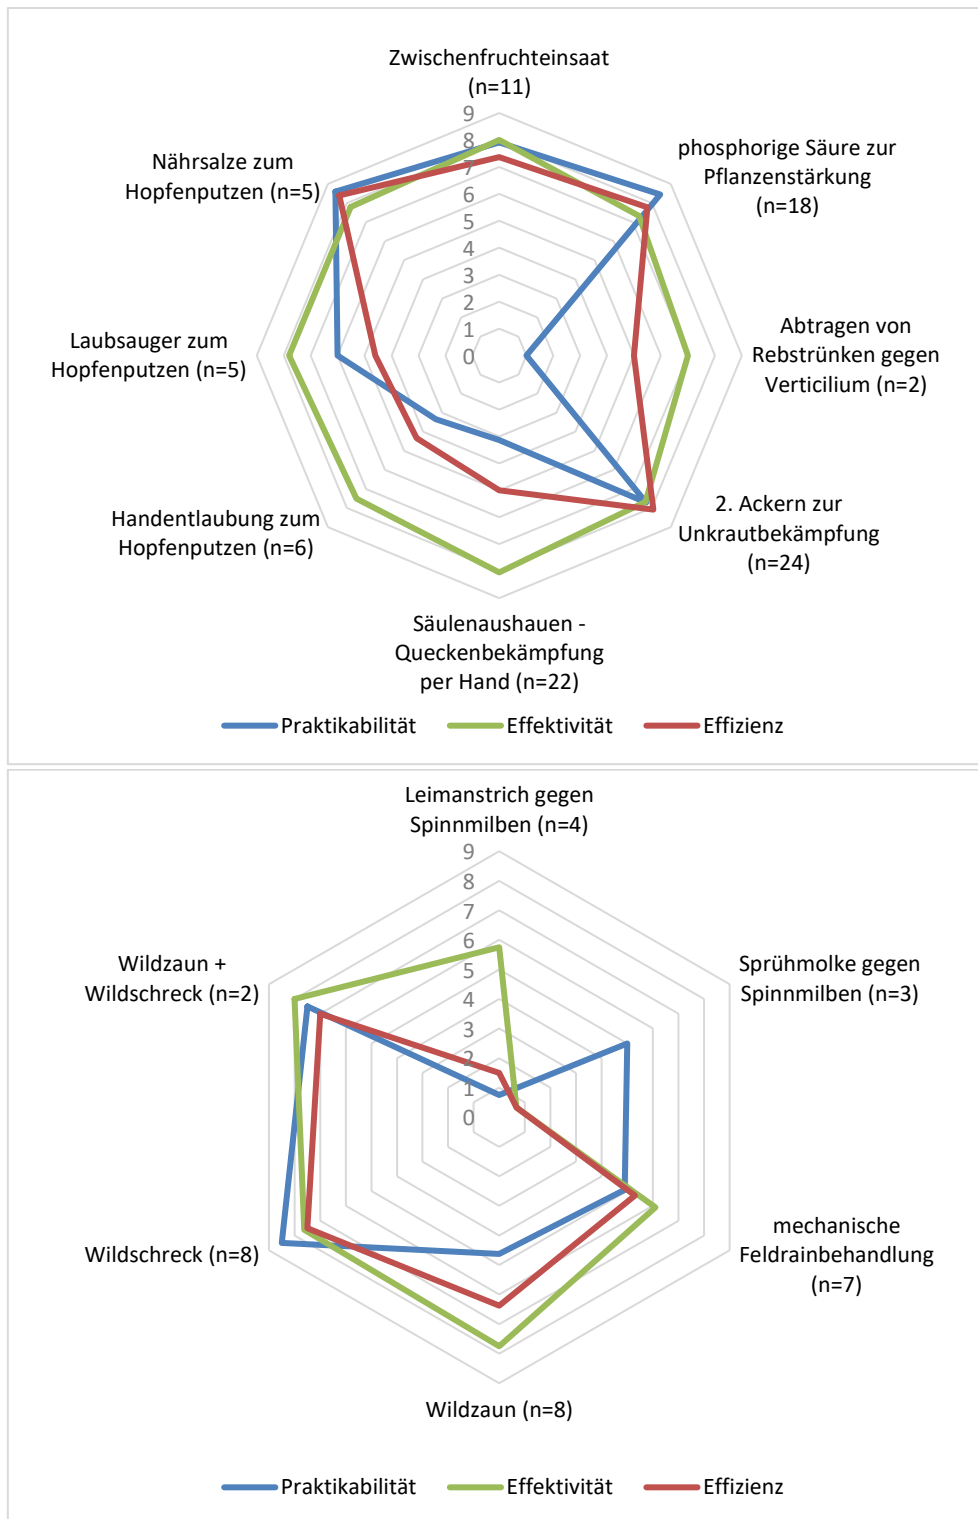 Zwischenfruchteinsaat
(n=11)
phosphorige Säure zur
Pflanzenstärkung
(n=18)
Abtragen von
Rebstrünken gegen
Verticilium (n=2)
2. Ackern zur
Unkrautbekämpfung
(n=24)
Säulenaushauen -
Queckenbekämpfung
per Hand (n=22)
Handentlaubung zum
Hopfenputzen (n=6)
Laubsauger zum
Hopfenputzen (n=5)
Nährsalze zum
Hopfenputzen (n=5)
9
8
7
6
5
4
3
2
1
0
Praktikabilität
Effektivität
Effizienz
Leimanstrich gegen
Spinnmilben (n=4)
Sprühmolke gegen
Spinnmilben (n=3)
mechanische
Feldrainbehandlung
(n=7)
Wildzaun (n=8)
Wildschreck (n=8)
Wildzaun +
Wildschreck (n=2)
9
8
7
6
5
4
3
2
1
0
Praktikabilität
Effektivität
Effizienz